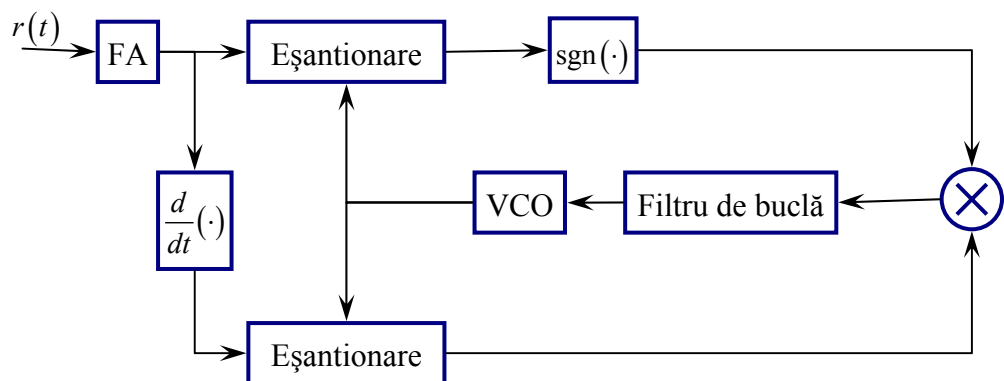 r(t)
FA
Eşantionare
sgn(·)
d/dt(·)
VCO
Filtru de buclă
Eşantionare